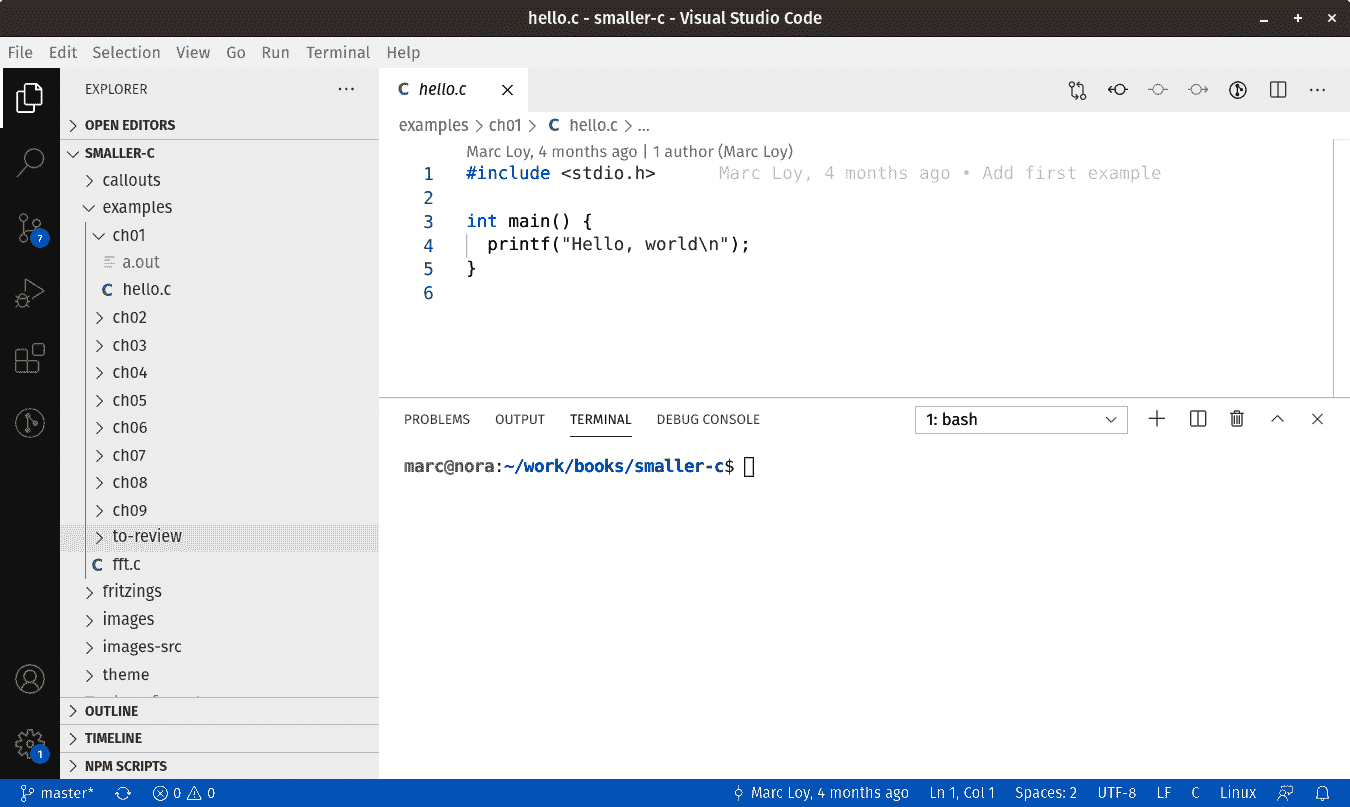 hello.c - smaller-c - Visual Studio Code
File Edit Selection View Go Run Terminal Help
EXPLORER
OPEN EDITORS
SMALLER-C
callouts
examples
ch01
a.out
C hello.c
ch02
ch03
ch04
ch05
ch06
ch07
ch08
ch09
to-review
C fft.c
fritzings
images
images-src
theme
OUTLINE
TIMELINE
NPM SCRIPTS
7
1
C hello.c
examples > ch01 > C hello.c > ...
Marc Loy, 4 months ago | 1 author (Marc Loy)
1 #include <stdio.h> Marc Loy, 4 months ago • Add first example
2
3 int main() {
4 printf("Hello, world\n");
5 }
6
PROBLEMS OUTPUT TERMINAL DEBUG CONSOLE 1: bash
marc@nora:~/work/books/smaller-c$
master* 0 0 Marc Loy, 4 months ago Ln 1, Col 1 Spaces: 2 UTF-8 LF C Linux